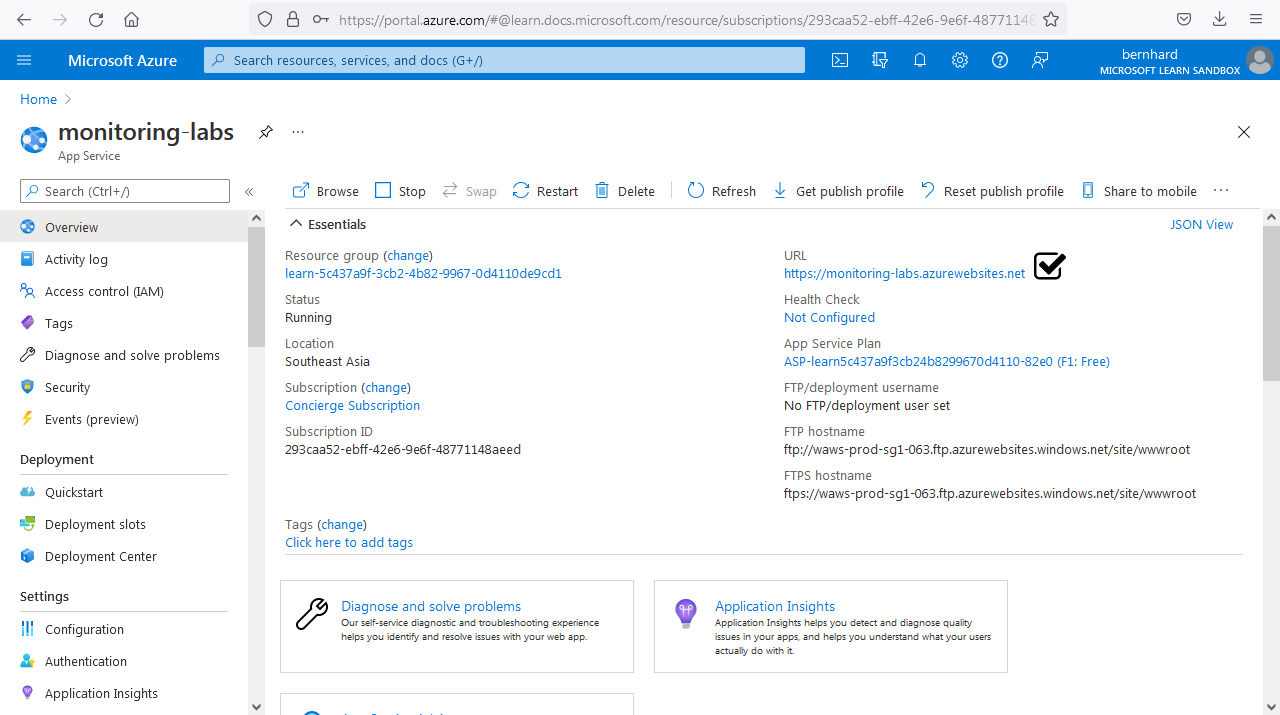 https://portal.azure.com/#@learn.docs.microsoft.com/resource/subscriptions/293caa52-ebff-42e6-9e6f-48771148
Microsoft Azure
Search resources, services, and docs (G+/)
bernhard
MICROSOFT LEARN SANDBOX
Home
monitoring-labs
App Service
Search (Ctrl+/)
Browse
Stop
Swap
Restart
Delete
Refresh
Get publish profile
Reset publish profile
Share to mobile
Overview
Activity log
Access control (IAM)
Tags
Diagnose and solve problems
Security
Events (preview)
Deployment
Quickstart
Deployment slots
Deployment Center
Settings
Configuration
Authentication
Application Insights
Essentials
JSON View
Resource group (change)
learn-5c437a9f-3cb2-4b82-9967-0d4110de9cd1
Status
Running
Location
Southeast Asia
Subscription (change)
Concierge Subscription
Subscription ID
293caa52-ebff-42e6-9e6f-48771148aeed
URL
https://monitoring-labs.azurewebsites.net
Health Check
Not Configured
App Service Plan
ASP-learn5c437a9f3cb24b8299670d4110-82e0 (F1: Free)
FTP/deployment username
No FTP/deployment user set
FTP hostname
ftp://waws-prod-sg1-063.ftp.azurewebsites.windows.net/site/wwwroot
FTPS hostname
ftps://waws-prod-sg1-063.ftp.azurewebsites.windows.net/site/wwwroot
Tags (change)
Click here to add tags
Diagnose and solve problems
Our self-service diagnostic and troubleshooting experience
helps you identify and resolve issues with your web app.
Application Insights
Application Insights helps you detect and diagnose quality
issues in your apps, and helps you understand what your users
actually do with it.